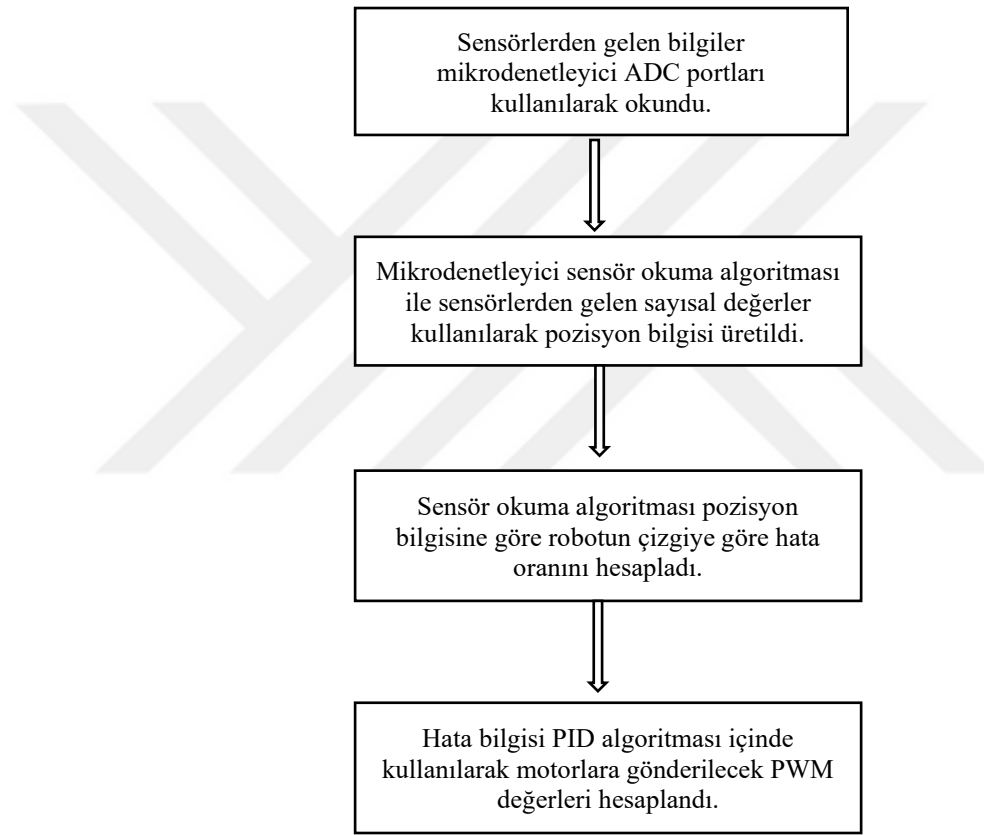 Sensörlerden gelen bilgiler
mikrodenetleyici ADC portları
kullanılarak okundu.
Mikrodenetleyici sensör okuma algoritması
ile sensörlerden gelen sayısal değerler
kullanılarak pozisyon bilgisi üretildi.
Sensör okuma algoritması pozisyon
bilgisine göre robotun çizgiye göre hata
oranını hesapladı.
Hata bilgisi PID algoritması içinde
kullanılarak motorlara gönderilecek PWM
değerleri hesaplandı.